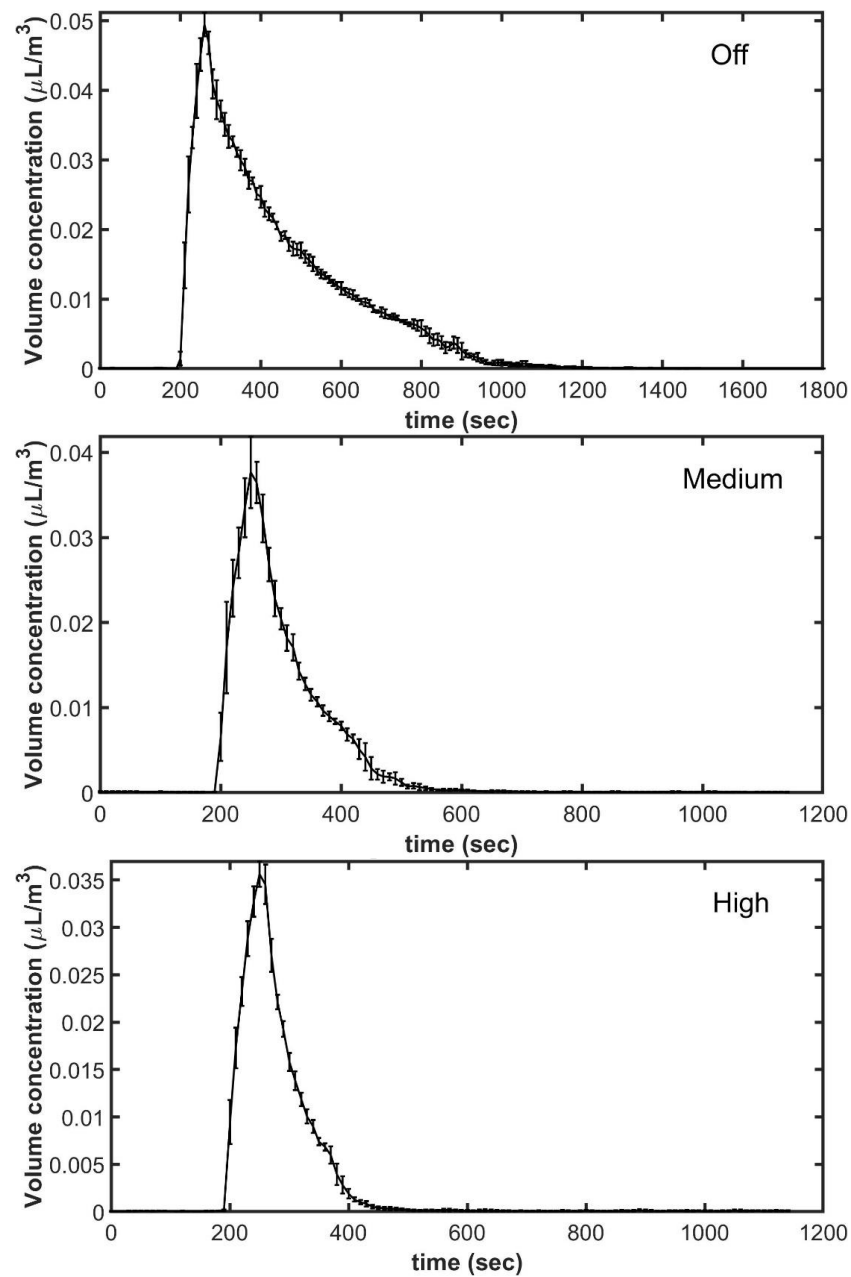 Off
Volume concentration (μL/m³)
0.05
0.04
0.03
0.02
0.01
0
0 200 400 600 800 1000 1200 1400 1600 1800
time (sec)
Medium
Volume concentration (μL/m³)
0.04
0.03
0.02
0.01
0
0 200 400 600 800 1000 1200
time (sec)
High
Volume concentration (μL/m³)
0.035
0.03
0.025
0.02
0.015
0.01
0.005
0
0 200 400 600 800 1000 1200
time (sec)